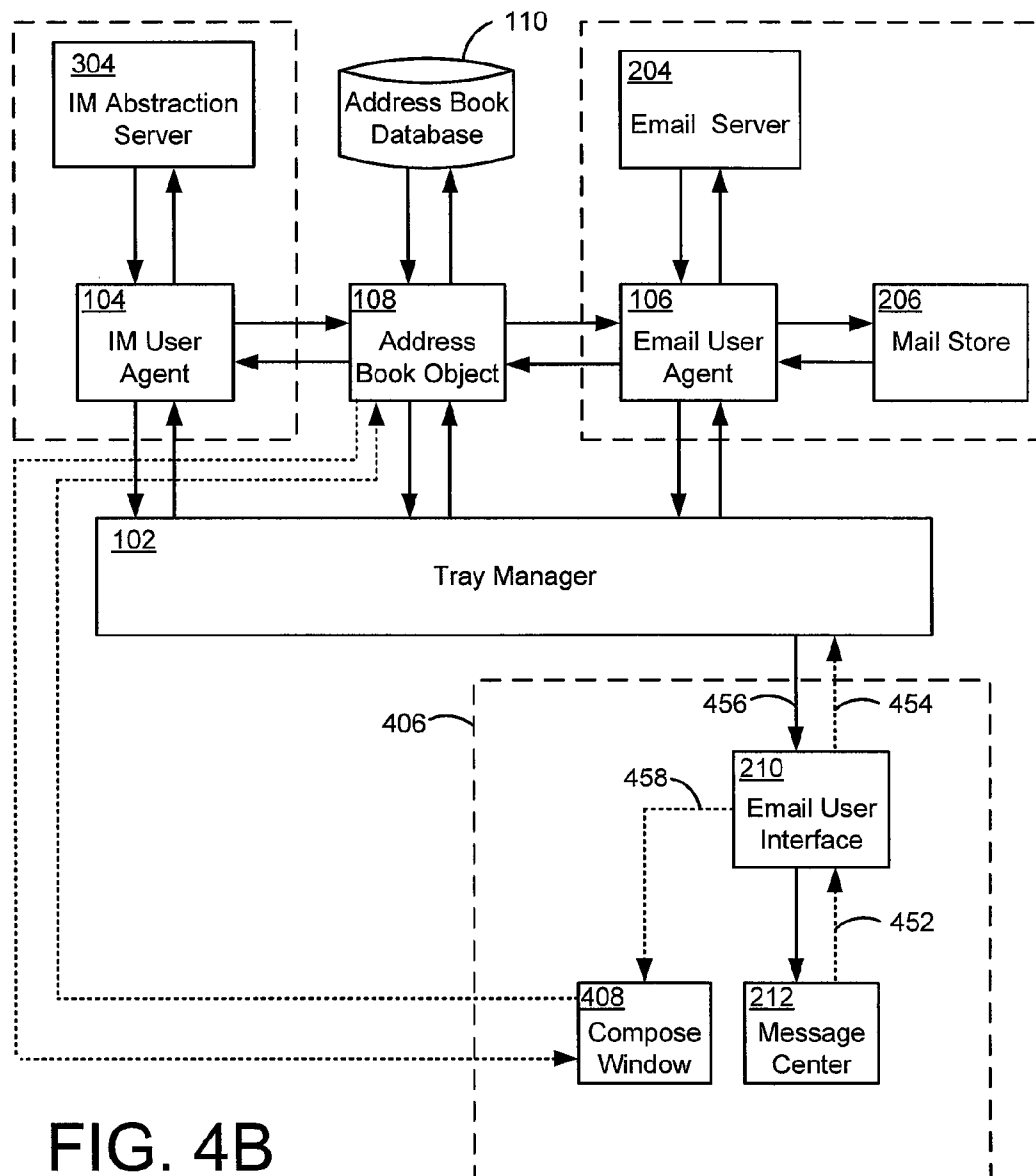 110
304
IM Abstraction
Server
Address Book
Database
204
Email Server
104
IM User
Agent
108
Address
Book Object
106
Email User
Agent
206
Mail Store
102
Tray Manager
406
456
454
458
210
Email User
Interface
452
408
Compose
Window
212
Message
Center
FIG. 4B